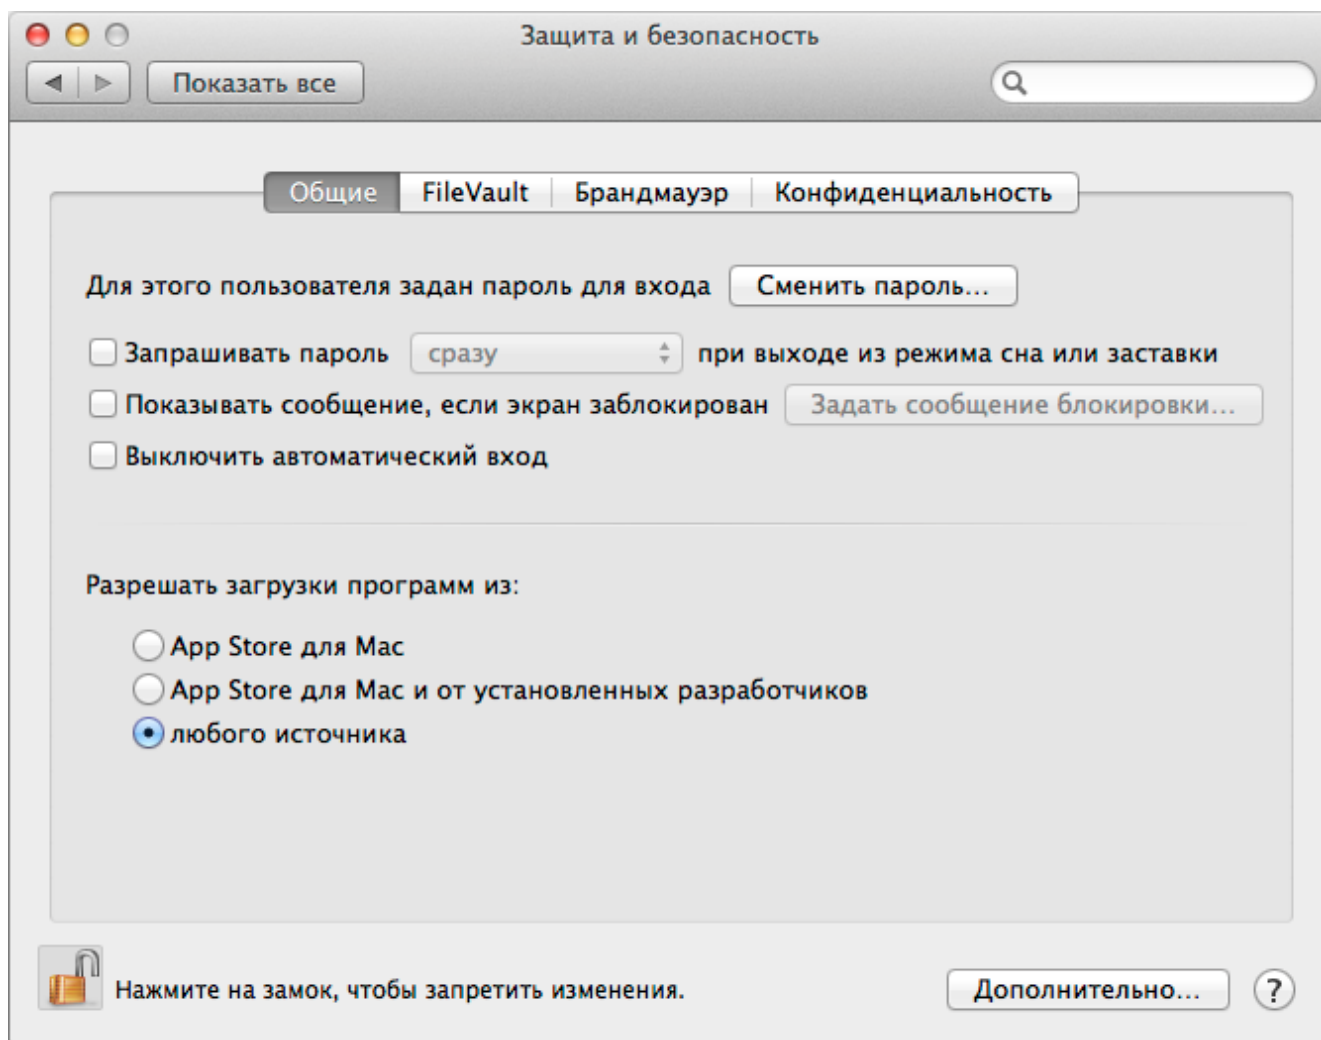 Защита и безопасность
Показать все
Общие FileVault Брандмауэр Конфиденциальность
Для этого пользователя задан пароль для входа Сменить пароль...
Запрашивать пароль сразу при выходе из режима сна или заставки
Показывать сообщение, если экран заблокирован Задать сообщение блокировки...
Выключить автоматический вход
Разрешать загрузки программ из:
App Store для Mac
App Store для Mac и от установленных разработчиков
любого источника
Нажмите на замок, чтобы запретить изменения. Дополнительно... ?